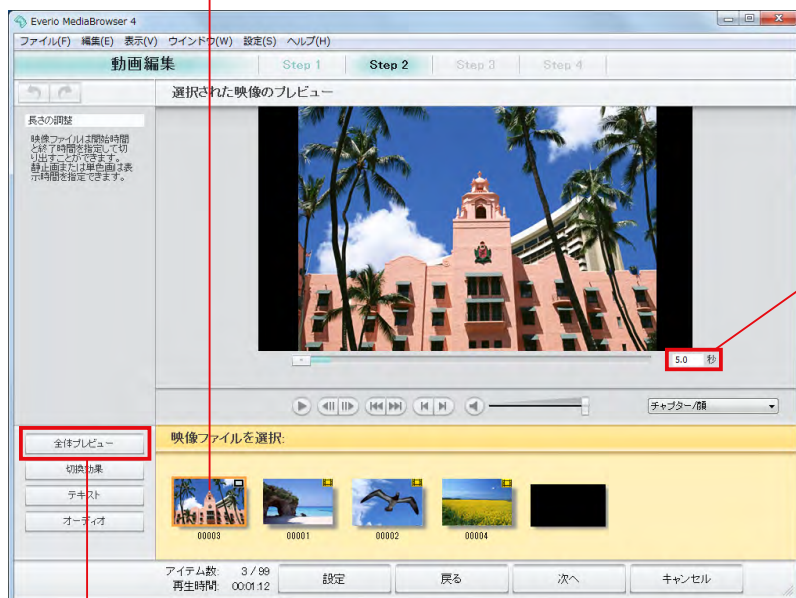 Everio MediaBrowser 4
ファイル(F) 編集(E) 表示(V) ウインドウ(W) 設定(S) ヘルプ(H)
動画編集
Step 1
Step 2
Step 3
Step 4
選択された映像のプレビュー
長さの調整
映像ファイルは開始時間
と終了時間を指定して切
り出すことができます。
静止画または単色画は表
示時間を指定できます。
5.0 秒
チャプター/顔
全体プレビュー
切換効果
テキスト
オーディオ
映像ファイルを選択:
00003
00001
00002
00004
アイテム数: 3 / 99
再生時間: 00:01:12
設定
戻る
次へ
キャンセル